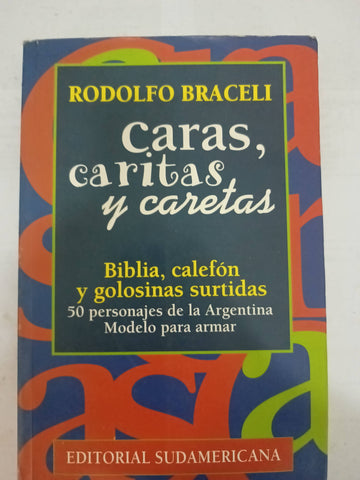 RODOLFO BRACELI
caras,
caritas
y caretas
Biblia, calefón
y golosinas surtidas
50 personajes de la Argentina
Modelo para armar
EDITORIAL SUDAMERICANA